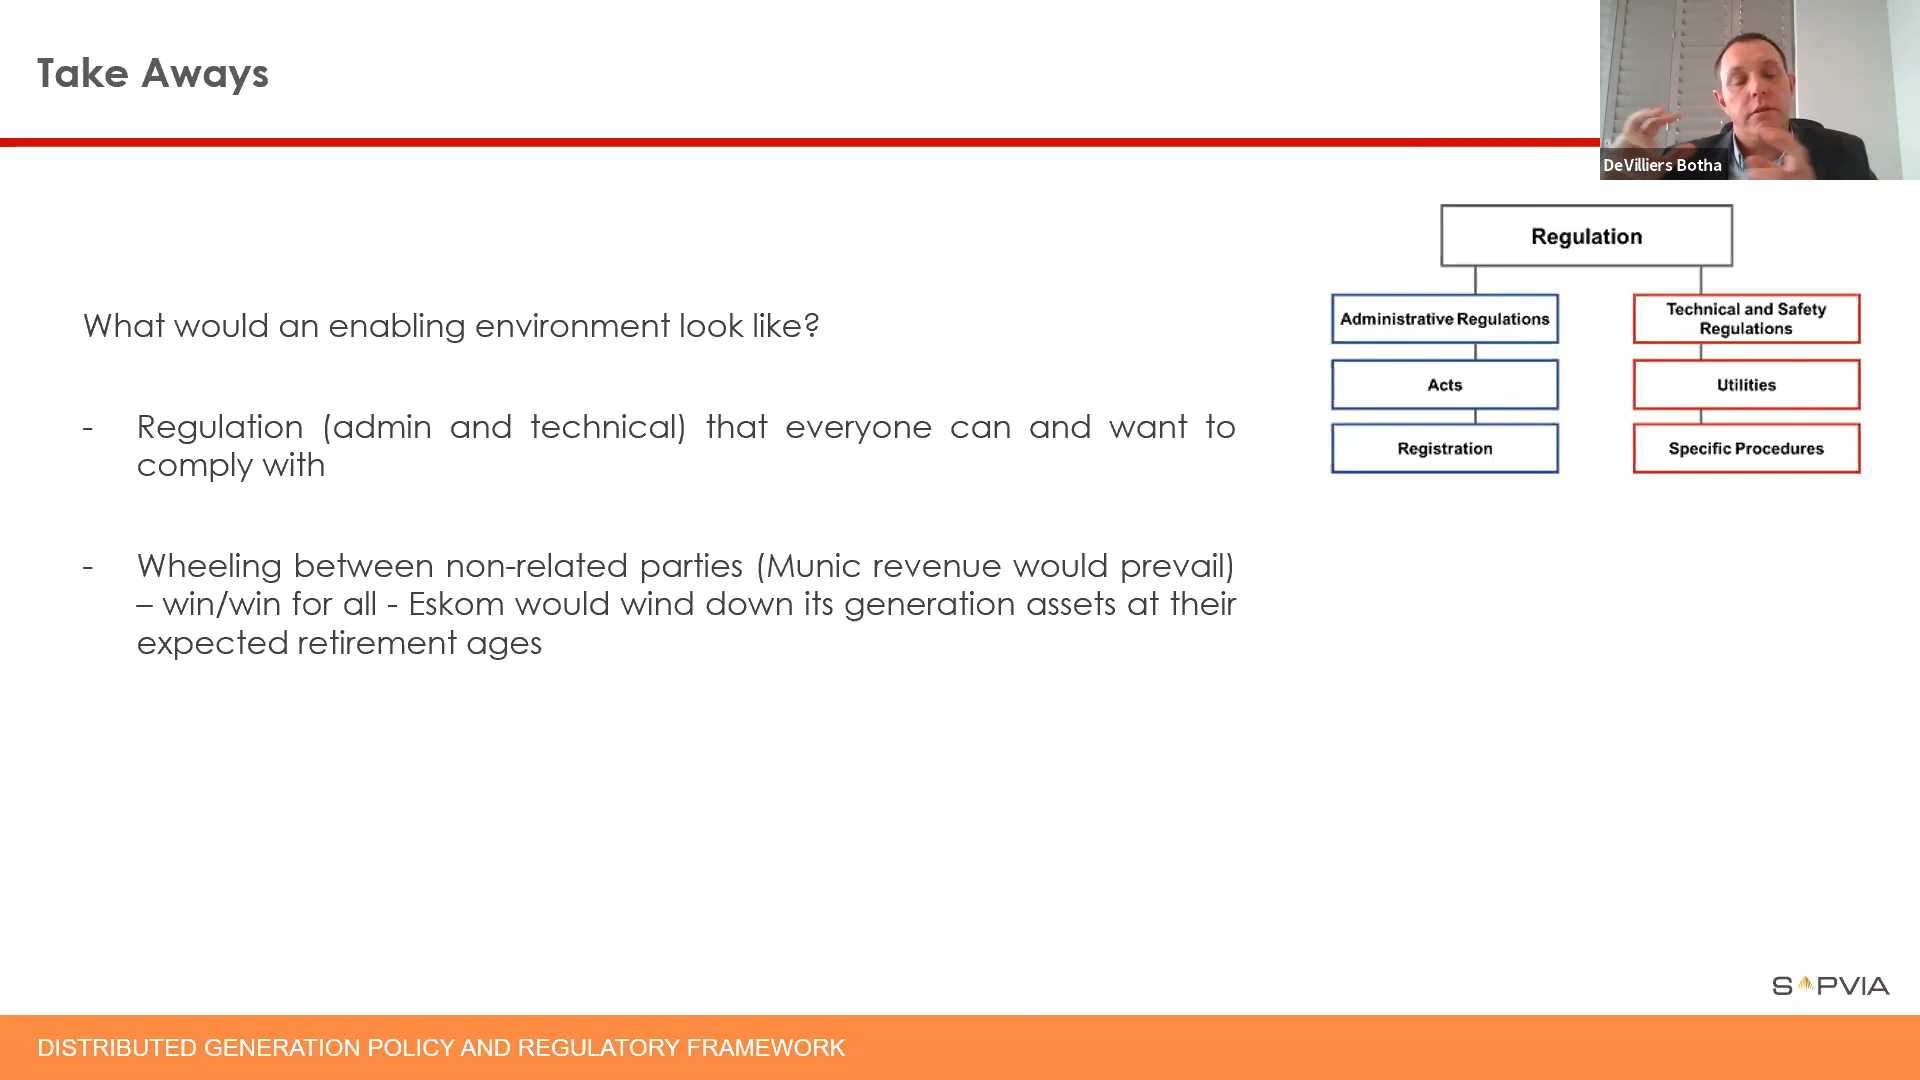 Take Aways
DeVilliers Botha
Regulation
Administrative Regulations
Technical and Safety
Regulations
Acts
Utilities
Registration
Specific Procedures
What would an enabling environment look like?
- Regulation (admin and technical) that everyone can and want to
comply with
- Wheeling between non-related parties (Munic revenue would prevail)
– win/win for all - Eskom would wind down its generation assets at their
expected retirement ages
SAPVIA
DISTRIBUTED GENERATION POLICY AND REGULATORY FRAMEWORK